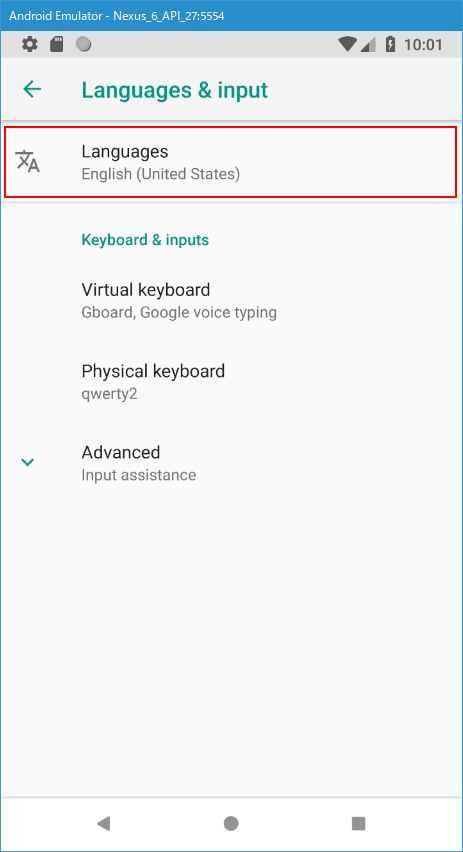 Android Emulator - Nexus_6_API_27:5554
10:01
Languages & input
Languages
English (United States)
Keyboard & inputs
Virtual keyboard
Gboard, Google voice typing
Physical keyboard
qwerty2
Advanced
Input assistance